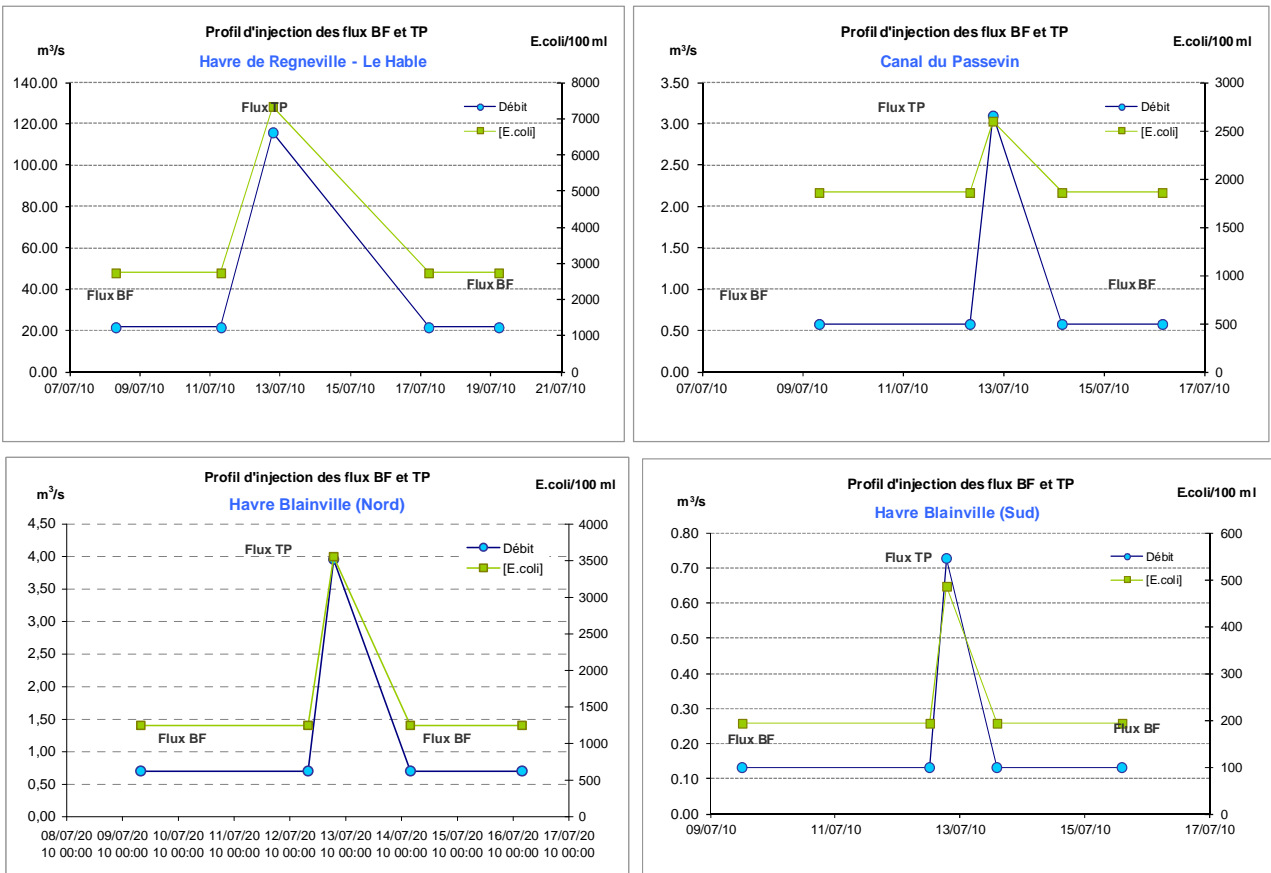 Profil d'injection des flux BF et TP
m³/s
E.coli/100 ml
Havre de Regneville - Le Hable
140.00
120.00
100.00
80.00
60.00
40.00
20.00
0.00
8000
7000
6000
5000
4000
3000
2000
1000
0
Flux TP
Débit
[E.coli]
Flux BF
Flux BF
07/07/10 09/07/10 11/07/10 13/07/10 15/07/10 17/07/10 19/07/10 21/07/10
Profil d'injection des flux BF et TP
m³/s
E.coli/100 ml
Canal du Passevin
3.50
3.00
2.50
2.00
1.50
1.00
0.50
0.00
3000
2500
2000
1500
1000
500
0
Flux TP
Débit
[E.coli]
Flux BF
Flux BF
07/07/10 09/07/10 11/07/10 13/07/10 15/07/10 17/07/10
Profil d'injection des flux BF et TP
m³/s
E.coli/100 ml
Havre Blainville (Nord)
4,50
4,00
3,50
3,00
2,50
2,00
1,50
1,00
0,50
0,00
4000
3500
3000
2500
2000
1500
1000
500
0
Flux TP
Débit
[E.coli]
Flux BF
Flux BF
08/07/20 09/07/20 10/07/20 11/07/20 12/07/20 13/07/20 14/07/20 15/07/20 16/07/20 17/07/20
10 00:00 10 00:00 10 00:00 10 00:00 10 00:00 10 00:00 10 00:00 10 00:00 10 00:00 10 00:00
Profil d'injection des flux BF et TP
m³/s
E.coli/100 ml
Havre Blainville (Sud)
0.80
0.70
0.60
0.50
0.40
0.30
0.20
0.10
0.00
600
500
400
300
200
100
0
Flux TP
Débit
[E.coli]
Flux BF
Flux BF
09/07/10 11/07/10 13/07/10 15/07/10 17/07/10